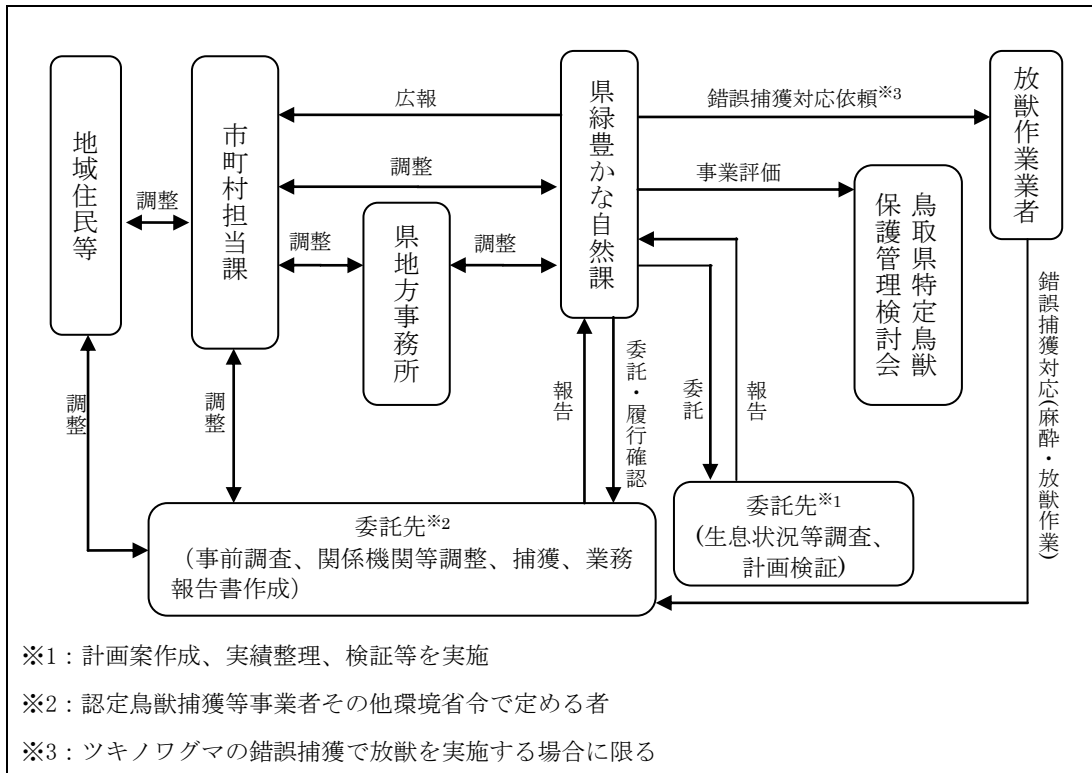 地域住民等
調整
市町村担当課
広報
調整
調整
県地方事務所
調整
県緑豊かな自然課
錯誤捕獲対応依頼※3
事業評価
放獣作業業者
鳥取県特定鳥獣
保護管理検討会
調整
調整
報告
委託・履行確認
委託
報告
錯誤捕獲対応(麻酔・放獣作業)
委託先※2
（事前調査、関係機関等調整、捕獲、業務
報告書作成）
委託先※1
(生息状況等調査、
計画検証)
※1：計画案作成、実績整理、検証等を実施
※2：認定鳥獣捕獲等事業者その他環境省令で定める者
※3：ツキノワグマの錯誤捕獲で放獣を実施する場合に限る